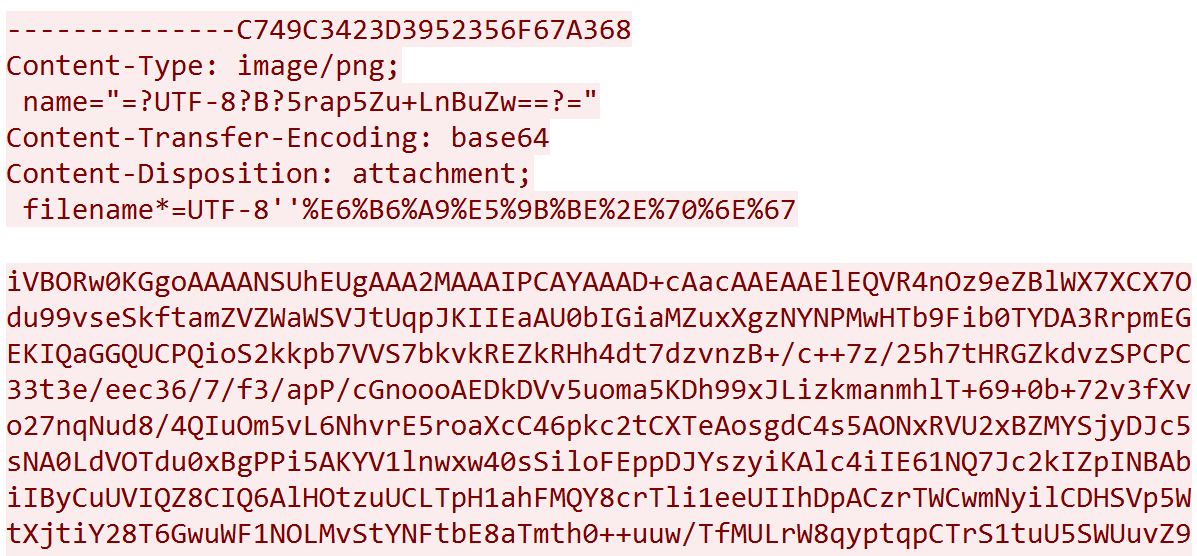 --------------C749C3423D3952356F67A368
Content-Type: image/png;
 name="=?UTF-8?B?5rap5Zu+LnBuZw==?="
Content-Transfer-Encoding: base64
Content-Disposition: attachment;
 filename*=UTF-8''%E6%B6%A9%E5%9B%BE%2E%70%6E%67

iVBORw0KGgoAAAANSUhEUgAAA2MAAAIPCAYAAAD+cAacAAEAAElEQVR4nOz9eZBlWX7XCX7O
du99vseSkftamZVZWaWSVJtUqpJKIIEaAU0bIGiaMZuxXgzNYNPMwHTb9Fib0TYDA3RrpmEG
EKIQaGGQUCPQioS2kkpb7VVS7bkvkREZkRHh4dt7dzvnzB+/c++7z/25h7tHRGZkdvzSPCPC
33t3e/eec36/7/f3/apP/cGnoooAEDkDVv5uoma5KDh99xJLizkmanmhlT+69+0b+72v3fXv
o27nqNud8/4QIuOm5vL6NhvrE5roaXcC46pkc2tCXTeAosgdC4s5AONxRVU2xBZMYSjyDJc5
sNA0LdVOTdu0xBgPPi5AKYV1lnwxw40sSiloFEppDJYszyiKAlc4iIE61NQ7Jc2kIZpINBAb
iIByCuUVIQZ8CIQ6AlHOtzuUCLTpH1ahFMQY8crTli1eeUIIhDpACzrTWCwmNyilCDHSVp5W
tXjtiY28T6GwuWF1NOLMvStYNFtbE8aTmth0++uuw/TfMULrW8qyptqpCTrS1tuU5SWUuvZ9